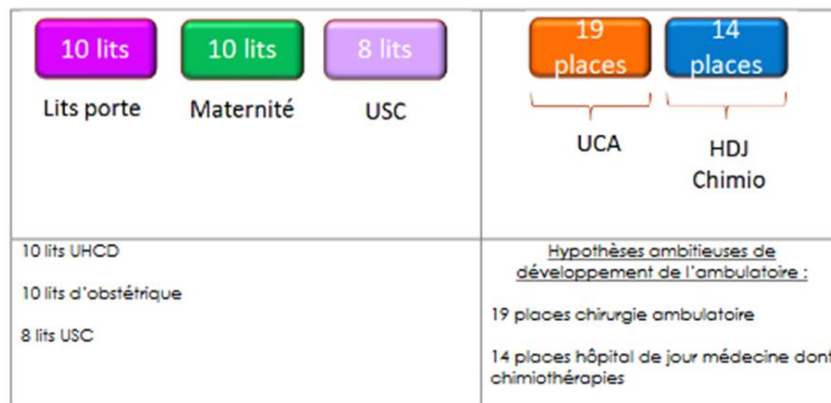 10 lits
10 lits
8 lits
Lits porte
Maternité
USC
19
places
14
places
UCA
HDJ
Chimio
10 lits UHCD
10 lits d'obstétrique
8 lits USC
Hypothèses ambitieuses de
développement de l'ambulatoire :
19 places chirurgie ambulatoire
14 places hôpital de jour médecine dont
chimiothérapies